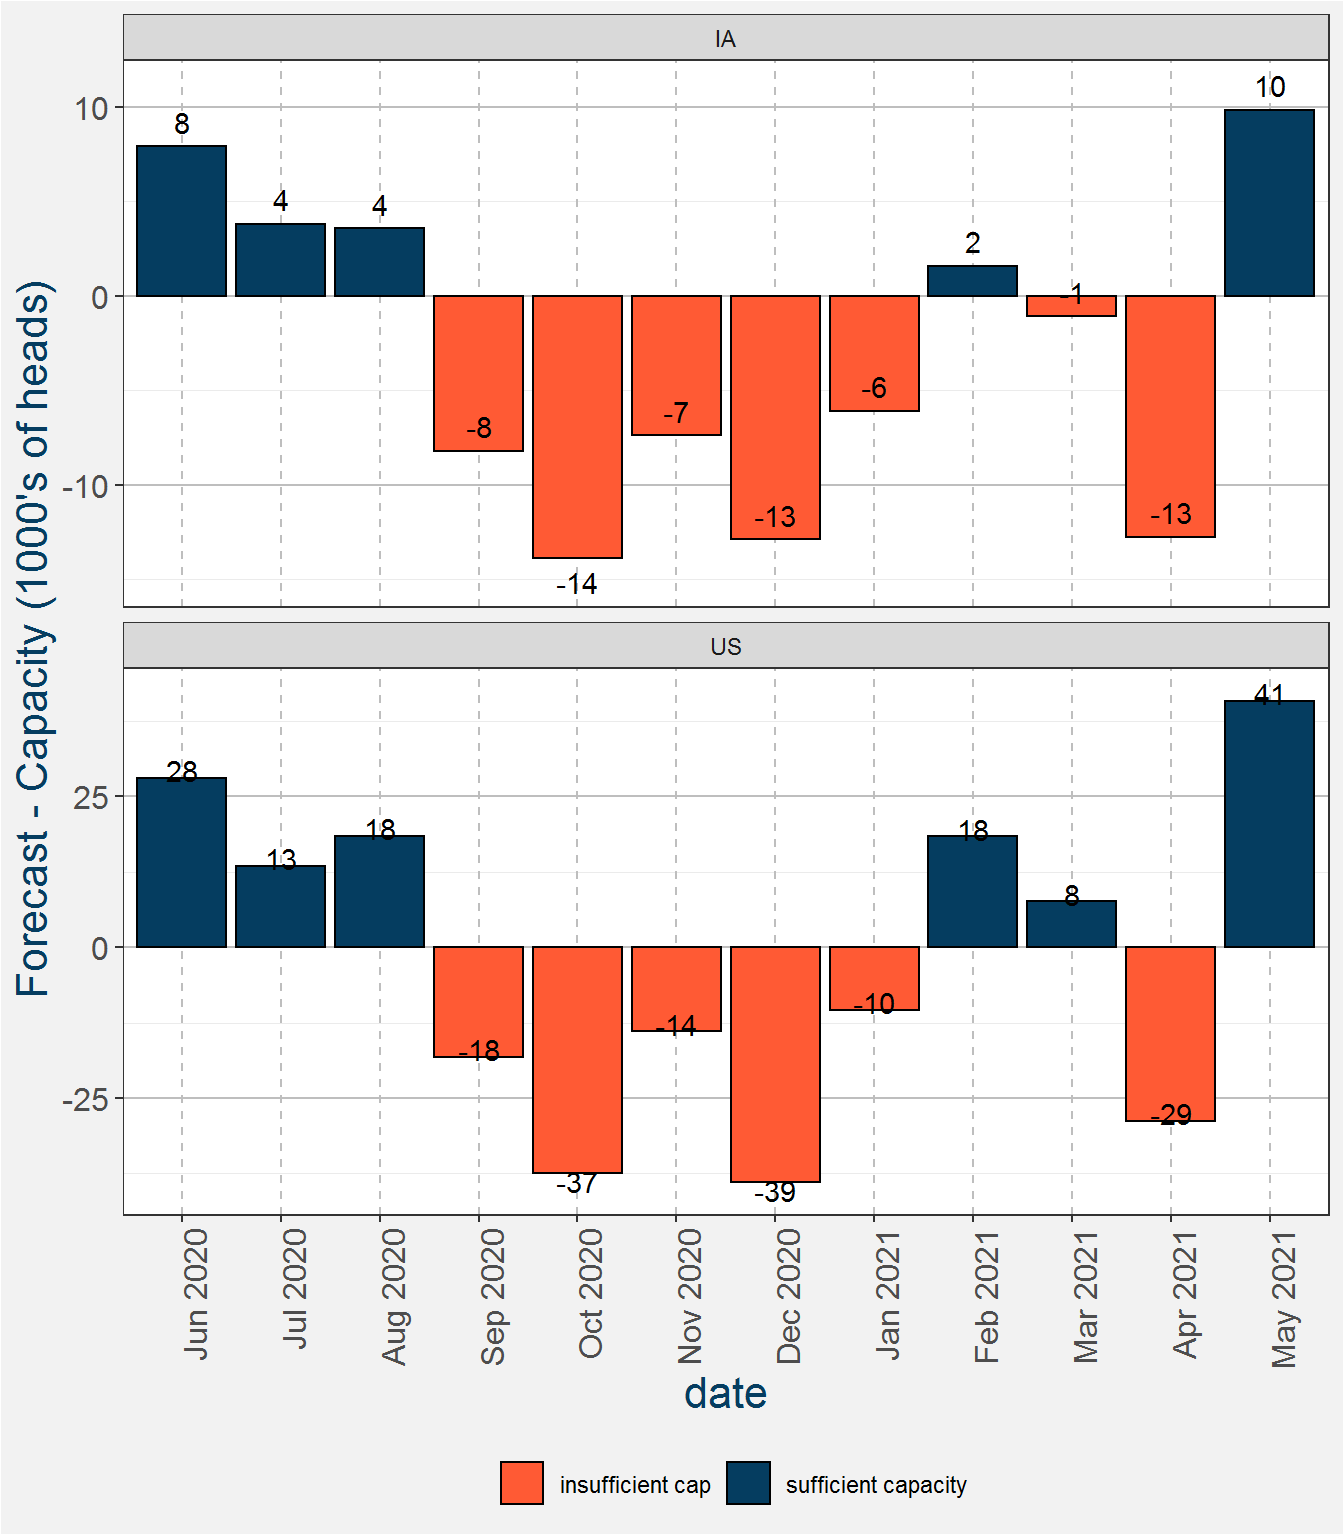 IA
10
0
-10
8
4
4
-8
-14
-7
-13
-6
2
-1
-13
10
Forecast - Capacity (1000's of heads)
US
25
0
-25
28
13
18
-18
-37
-14
-39
-10
18
8
-29
41
Jun 2020
Jul 2020
Aug 2020
Sep 2020
Oct 2020
Nov 2020
Dec 2020
Jan 2021
Feb 2021
Mar 2021
Apr 2021
May 2021
date
insufficient cap
sufficient capacity